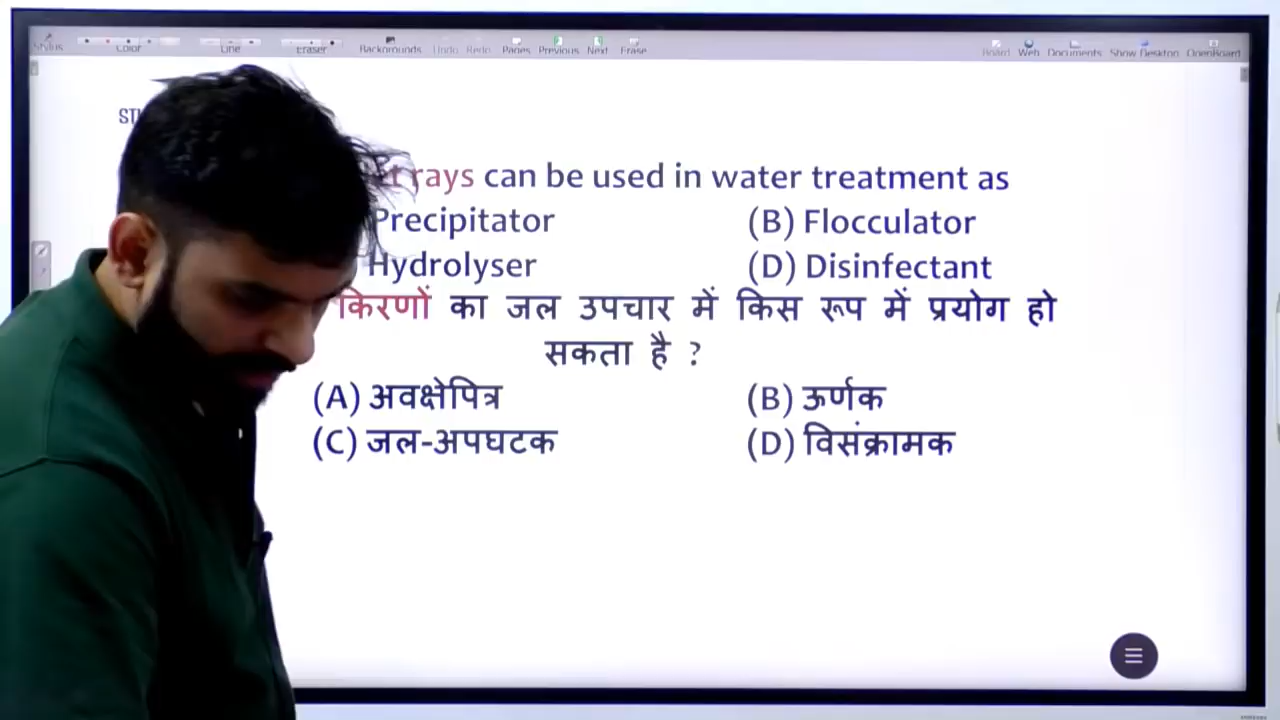 Stylus Color Line Eraser Backgrounds Undo Redo Pages Previous Next Erase Board Web Documents Show Desktop OpenBoard
rays can be used in water treatment as
Precipitator (B) Flocculator
Hydrolyser (D) Disinfectant
किरणों का जल उपचार में किस रूप में प्रयोग हो
सकता है ?
(A) अवक्षेपित्र (B) ऊर्णक
(C) जल-अपघटक (D) विसंक्रामक